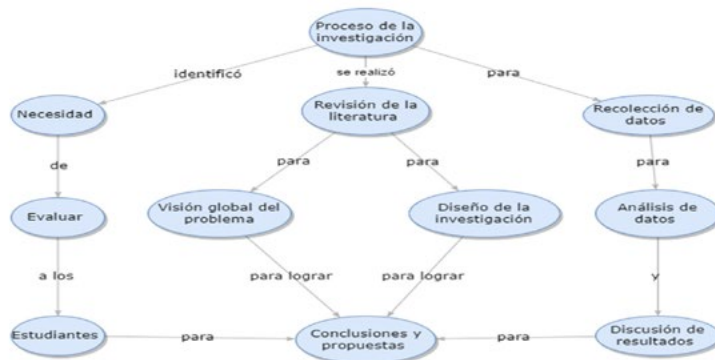 Proceso de la
investigación
identificó
se realizó
para
Necesidad
Revisión de la
literatura
Recolección de
datos
de
para
para
para
Evaluar
Visión global del
problema
Diseño de la
investigación
Análisis de
datos
a los
para lograr
para lograr
y
Estudiantes
para
Conclusiones y
propuestas
para
Discusión de
resultados